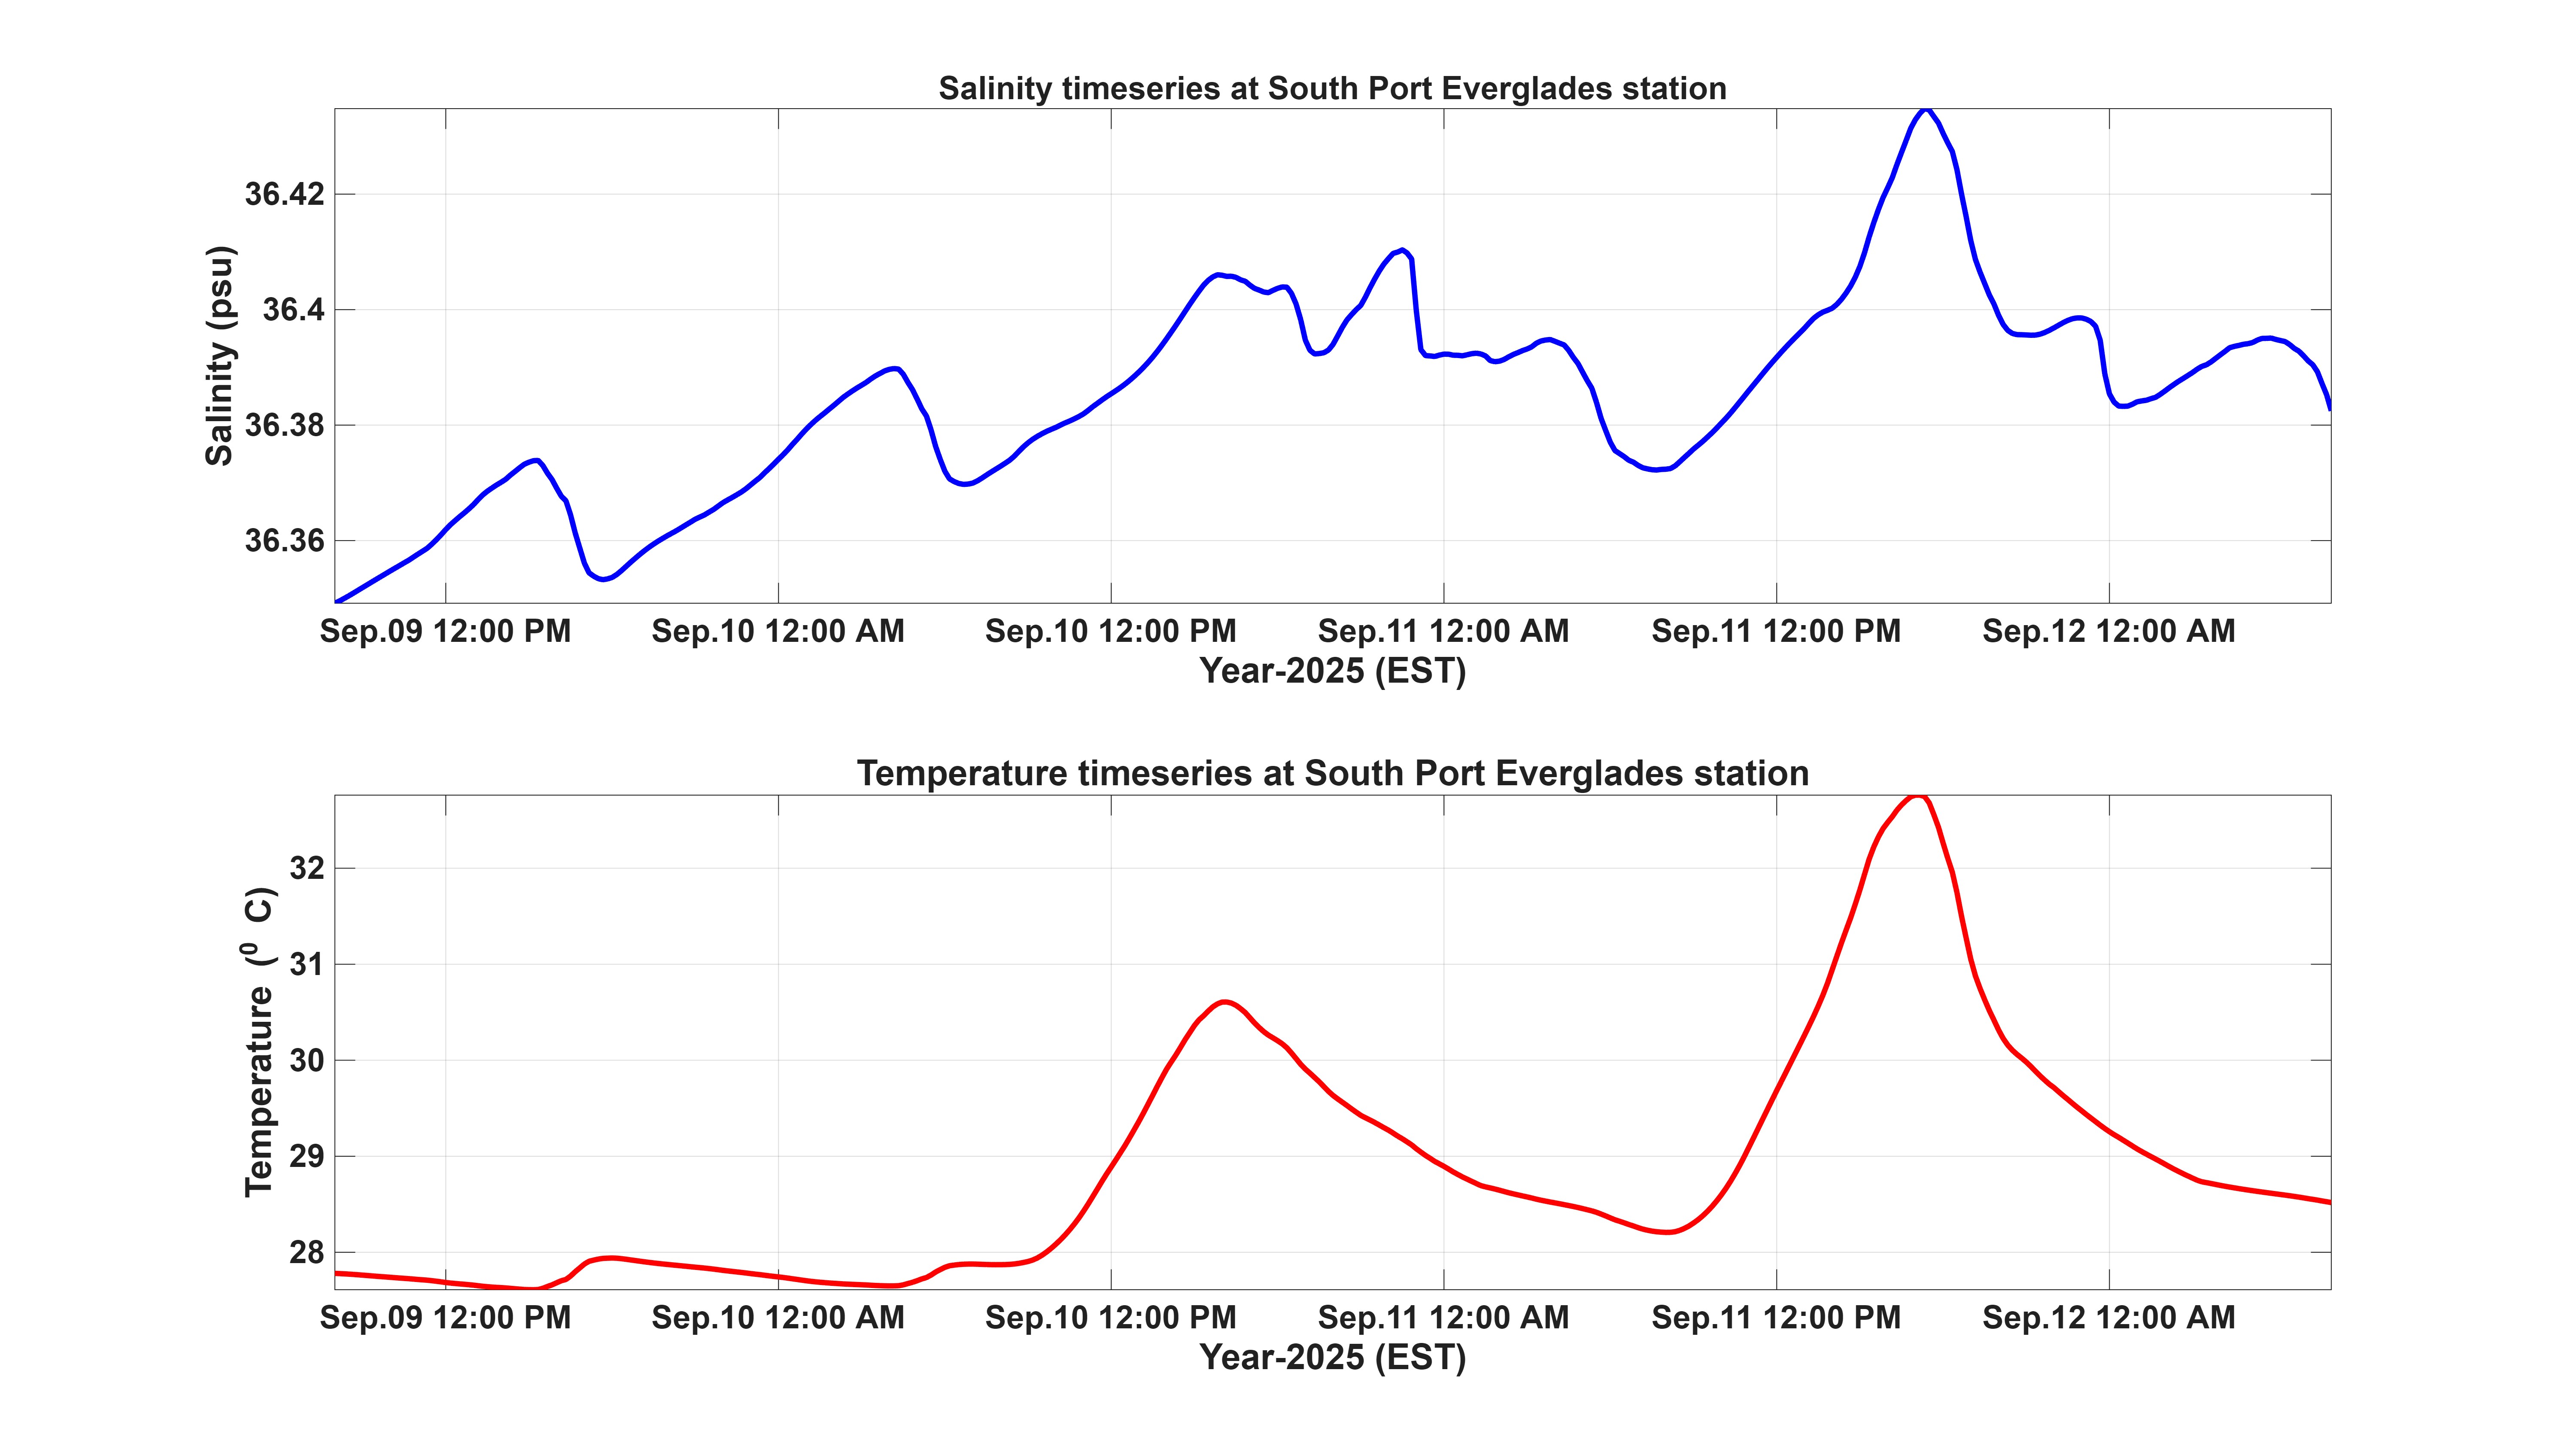 Salinity timeseries at South Port Everglades station
Salinity (psu)
36.42
36.4
36.38
36.36
Sep.09 12:00 PM Sep.10 12:00 AM Sep.10 12:00 PM Sep.11 12:00 AM Sep.11 12:00 PM Sep.12 12:00 AM
Year-2025 (EST)
Temperature timeseries at South Port Everglades station
Temperature (⁰ C)
32
31
30
29
28
Sep.09 12:00 PM Sep.10 12:00 AM Sep.10 12:00 PM Sep.11 12:00 AM Sep.11 12:00 PM Sep.12 12:00 AM
Year-2025 (EST)